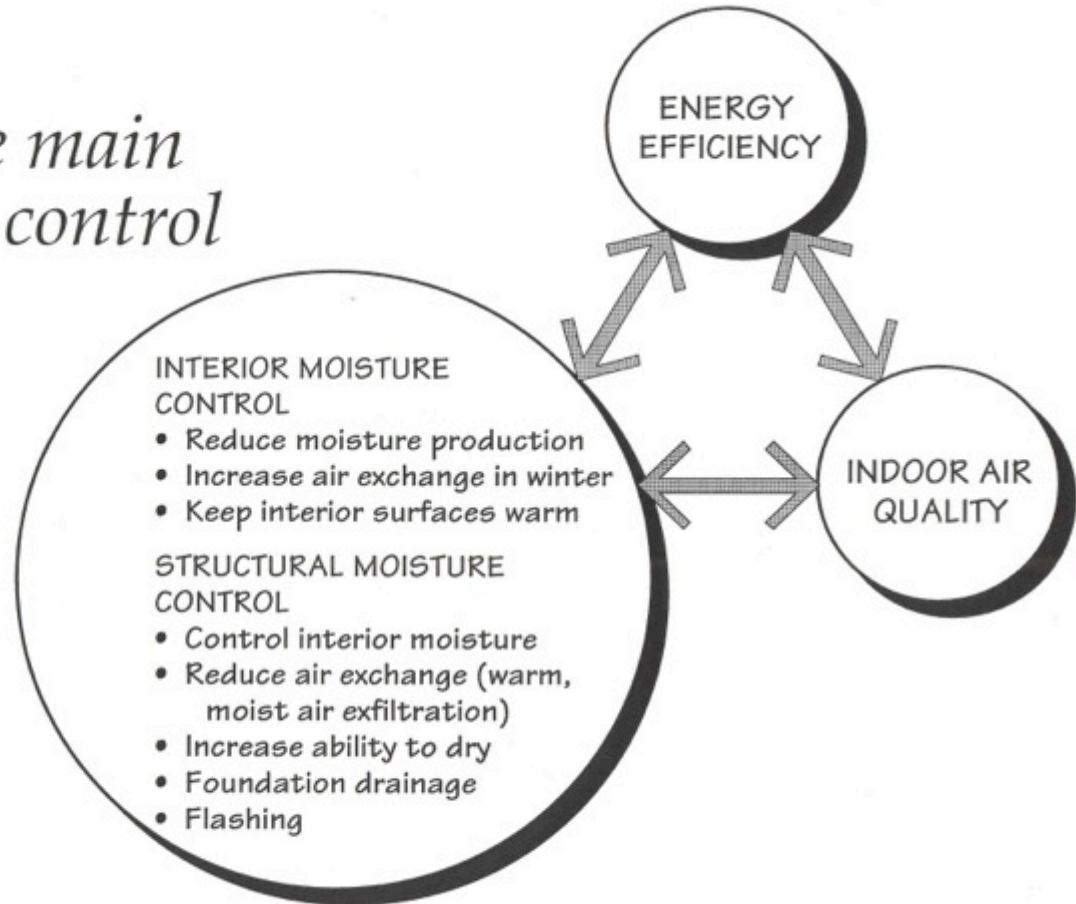 e main
control
ENERGY
EFFICIENCY
INTERIOR MOISTURE
CONTROL
• Reduce moisture production
• Increase air exchange in winter
• Keep interior surfaces warm
STRUCTURAL MOISTURE
CONTROL
• Control interior moisture
• Reduce air exchange (warm,
moist air exfiltration)
• Increase ability to dry
• Foundation drainage
• Flashing
INDOOR AIR
QUALITY